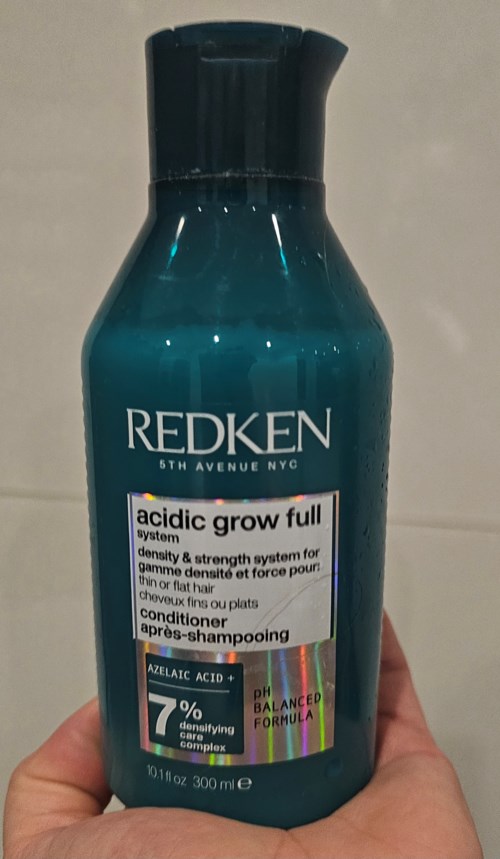 REDKEN
5TH AVENUE NYC
acidic grow full
system
density & strength system for
gamme densité et force pour:
thin or flat hair
cheveux fins ou plats
conditioner
après-shampooing
AZELAIC ACID +
7%
densifying
care
complex
pH
BALANCED
FORMULA
10.1 fl oz 300 ml ℮